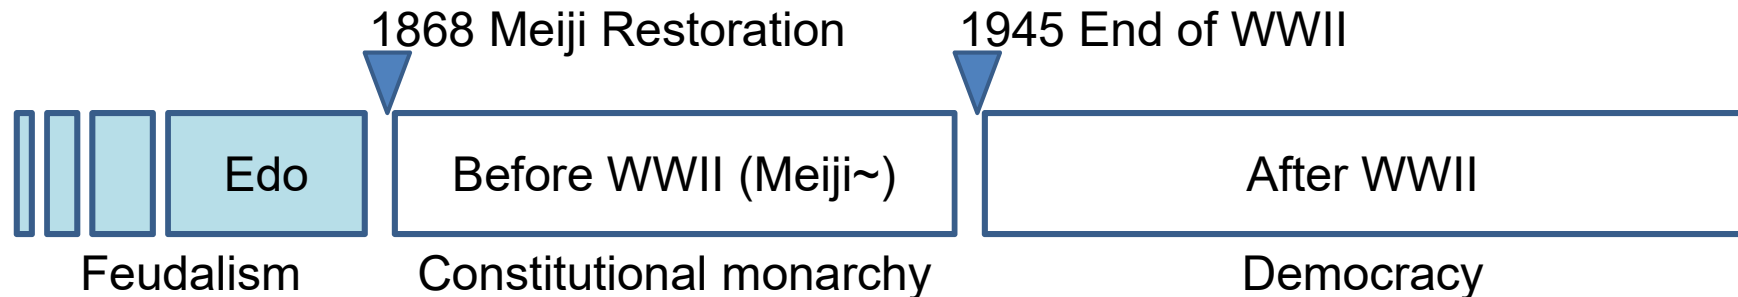 1868 Meiji Restoration
1945 End of WWII
Edo
Before WWII (Meiji~)
After WWII
Feudalism
Constitutional monarchy
Democracy